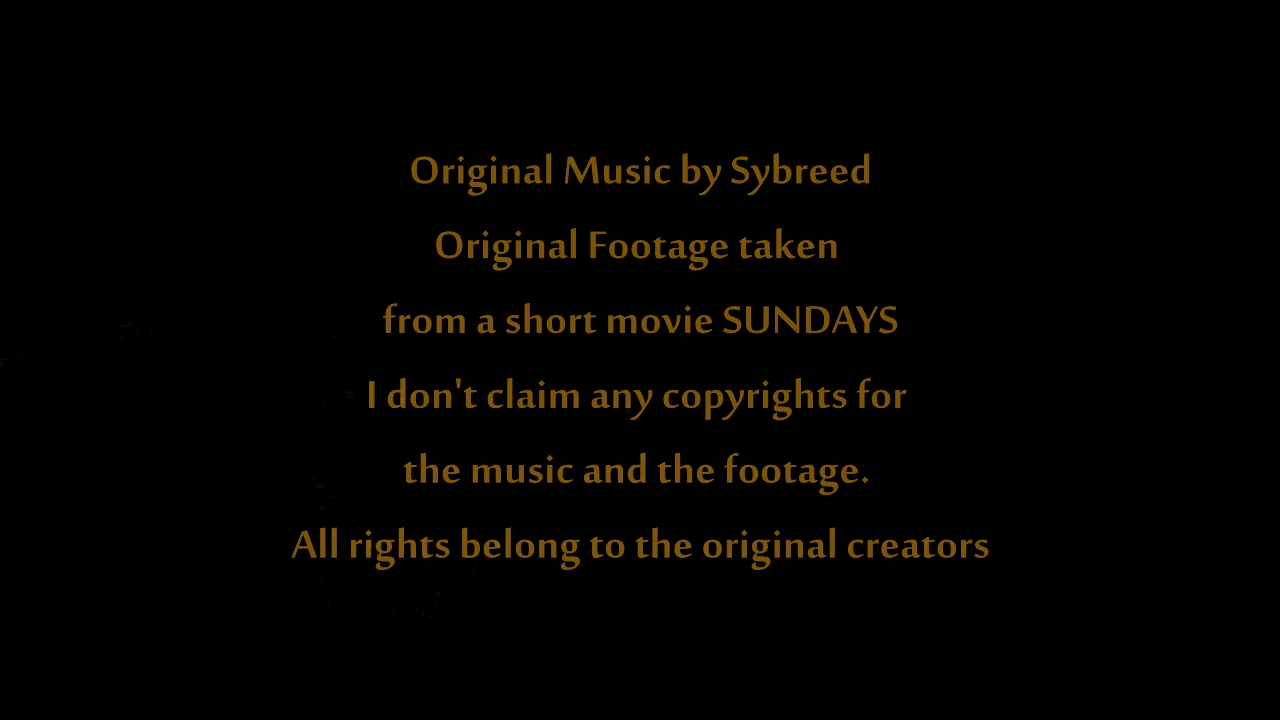 Original Music by Sybreed
Original Footage taken
from a short movie SUNDAYS
I don't claim any copyrights for
the music and the footage.
All rights belong to the original creators